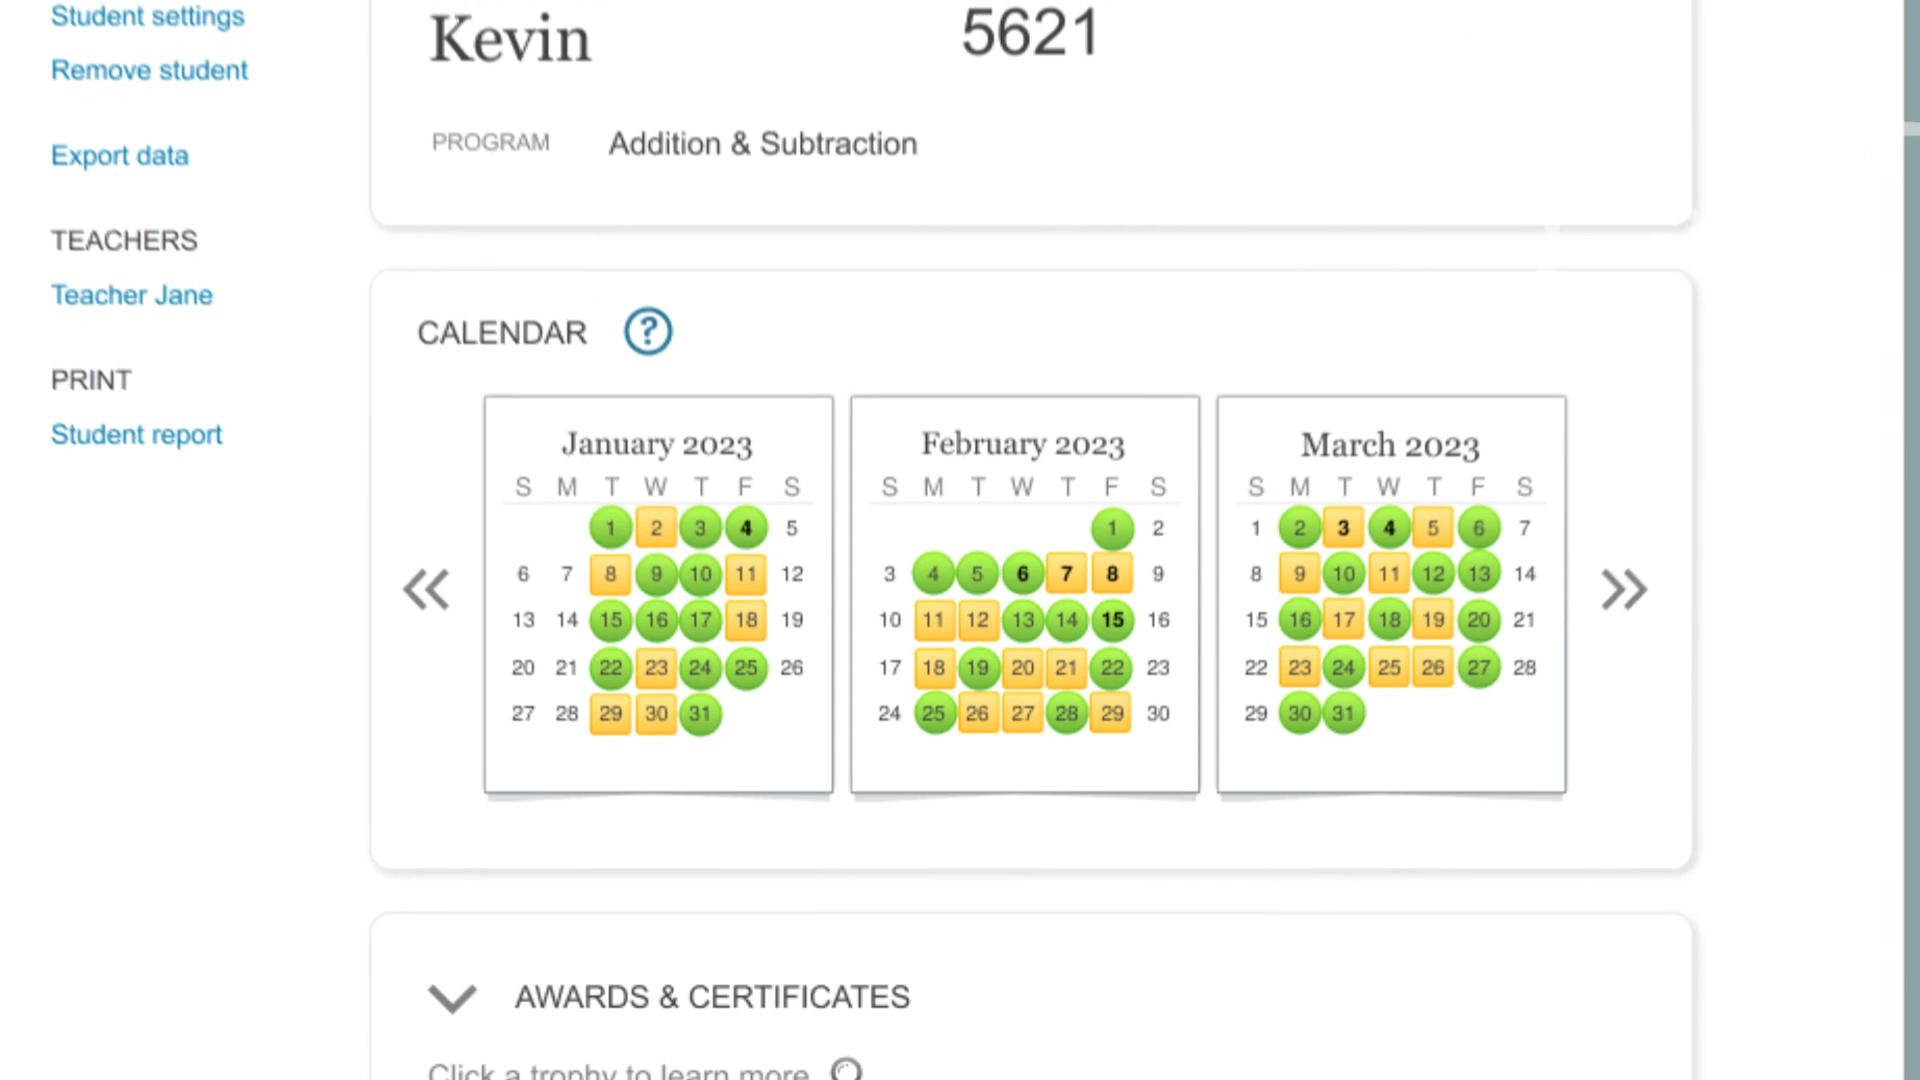 Student settings
Remove student
Export data
TEACHERS
Teacher Jane
PRINT
Student report
Kevin 5621
PROGRAM Addition & Subtraction
CALENDAR ?
January 2023
S M T W T F S
1 2 3 4 5
6 7 8 9 10 11 12
13 14 15 16 17 18 19
20 21 22 23 24 25 26
27 28 29 30 31
February 2023
S M T W T F S
1 2
3 4 5 6 7 8 9
10 11 12 13 14 15 16
17 18 19 20 21 22 23
24 25 26 27 28 29 30
March 2023
S M T W T F S
1 2 3 4 5 6 7
8 9 10 11 12 13 14
15 16 17 18 19 20 21
22 23 24 25 26 27 28
29 30 31
AWARDS & CERTIFICATES
Click a trophy to learn more